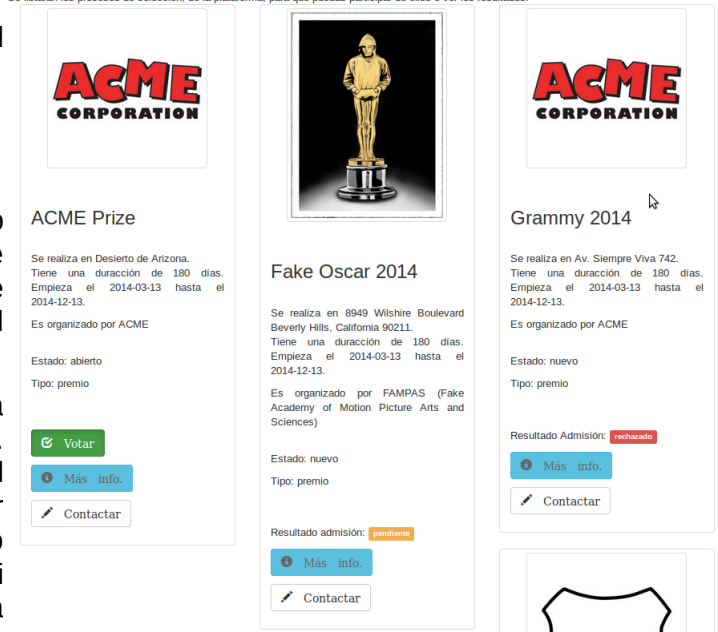 ACME
CORPORATION
ACME Prize
Se realiza en Desierto de Arizona.
Tiene una duracción de 180 días.
Empieza el 2014-03-13 hasta el
2014-12-13.
Es organizado por ACME
Estado: abierto
Tipo: premio
Votar
Más info.
Contactar
Fake Oscar 2014
Se realiza en 8949 Wilshire Boulevard
Beverly Hills, California 90211.
Tiene una duracción de 180 días.
Empieza el 2014-03-13 hasta el
2014-12-13.
Es organizado por FAMPAS (Fake
Academy of Motion Picture Arts and
Sciences)
Estado: nuevo
Tipo: premio
Resultado admisión: pendiente
Más info.
Contactar
ACME
CORPORATION
Grammy 2014
Se realiza en Av. Siempre Viva 742.
Tiene una duracción de 180 días.
Empieza el 2014-03-13 hasta el
2014-12-13.
Es organizado por ACME
Estado: nuevo
Tipo: premio
Resultado Admisión: rechazado
Más info.
Contactar